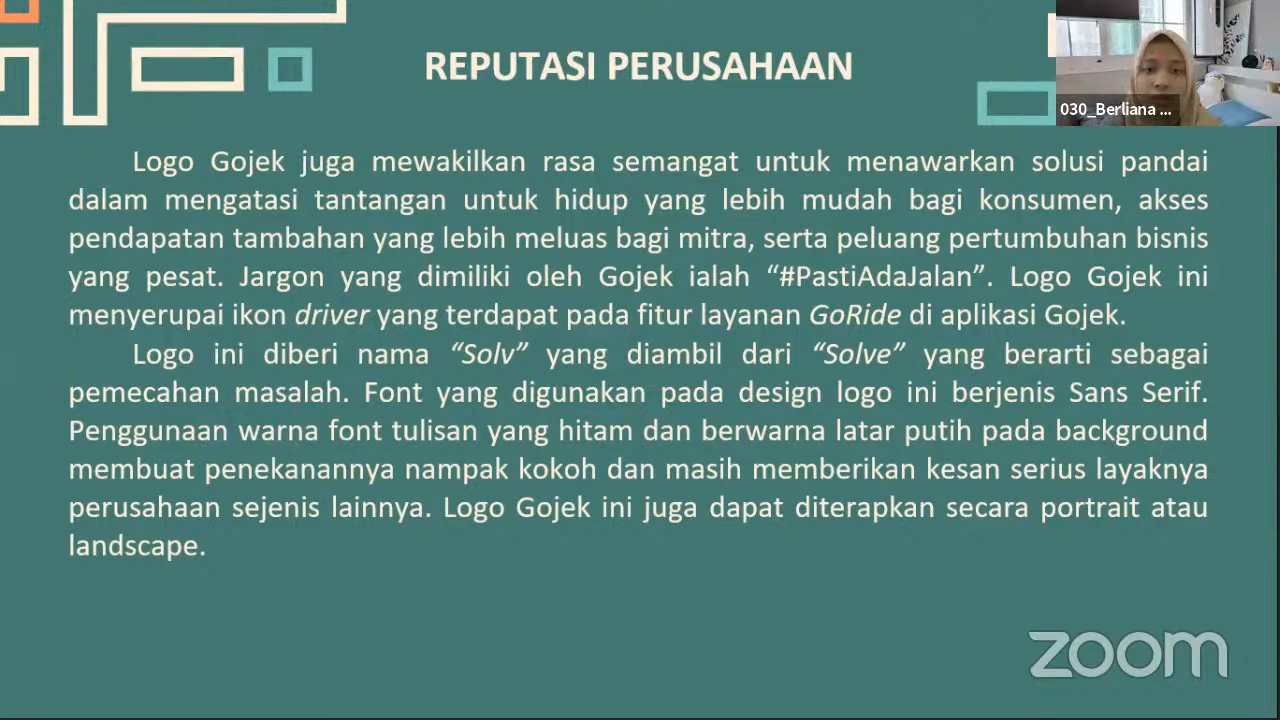 REPUTASI PERUSAHAAN
030_Berliana ...
Logo Gojek juga mewakilkan rasa semangat untuk menawarkan solusi pandai
dalam mengatasi tantangan untuk hidup yang lebih mudah bagi konsumen, akses
pendapatan tambahan yang lebih meluas bagi mitra, serta peluang pertumbuhan bisnis
yang pesat. Jargon yang dimiliki oleh Gojek ialah “#PastiAdaJalan”. Logo Gojek ini
menyerupai ikon driver yang terdapat pada fitur layanan GoRide di aplikasi Gojek.
Logo ini diberi nama “Solv” yang diambil dari “Solve” yang berarti sebagai
pemecahan masalah. Font yang digunakan pada design logo ini berjenis Sans Serif.
Penggunaan warna font tulisan yang hitam dan berwarna latar putih pada background
membuat penekanannya nampak kokoh dan masih memberikan kesan serius layaknya
perusahaan sejenis lainnya. Logo Gojek ini juga dapat diterapkan secara portrait atau
landscape.
zoom